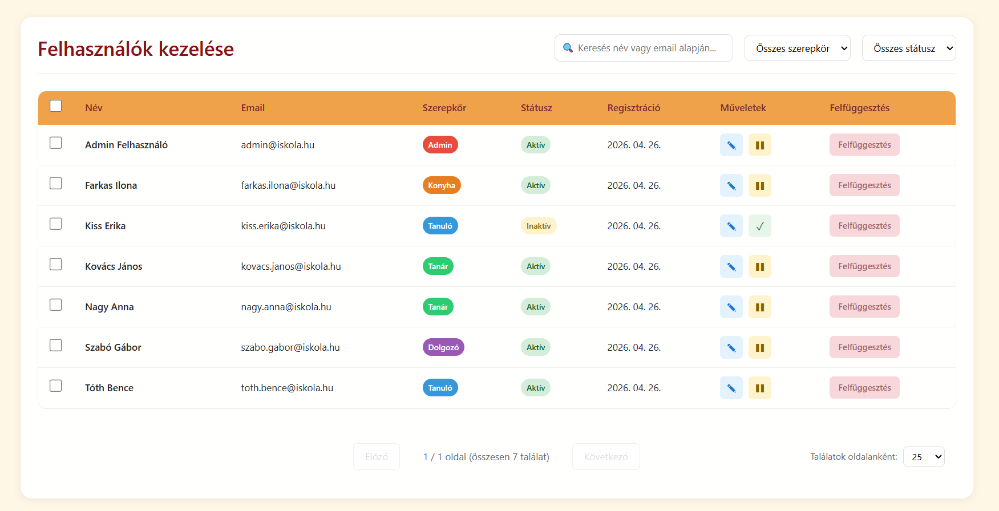 Felhasználók kezelése
Keresés név vagy email alapján...
Összes szerepkör
Összes státusz
Név Email Szerepkör Státusz Regisztráció Műveletek Felfüggesztés
Admin Felhasználó admin@iskola.hu Admin Aktív 2026. 04. 26. Felfüggesztés
Farkas Ilona farkas.ilona@iskola.hu Konyha Aktív 2026. 04. 26. Felfüggesztés
Kiss Erika kiss.erika@iskola.hu Tanuló Inaktív 2026. 04. 26. Felfüggesztés
Kovács János kovacs.janos@iskola.hu Tanár Aktív 2026. 04. 26. Felfüggesztés
Nagy Anna nagy.anna@iskola.hu Tanár Aktív 2026. 04. 26. Felfüggesztés
Szabó Gábor szabo.gabor@iskola.hu Dolgozó Aktív 2026. 04. 26. Felfüggesztés
Tóth Bence toth.bence@iskola.hu Tanuló Aktív 2026. 04. 26. Felfüggesztés
Előző 1 / 1 oldal (összesen 7 találat) Következő
Találatok oldalanként: 25